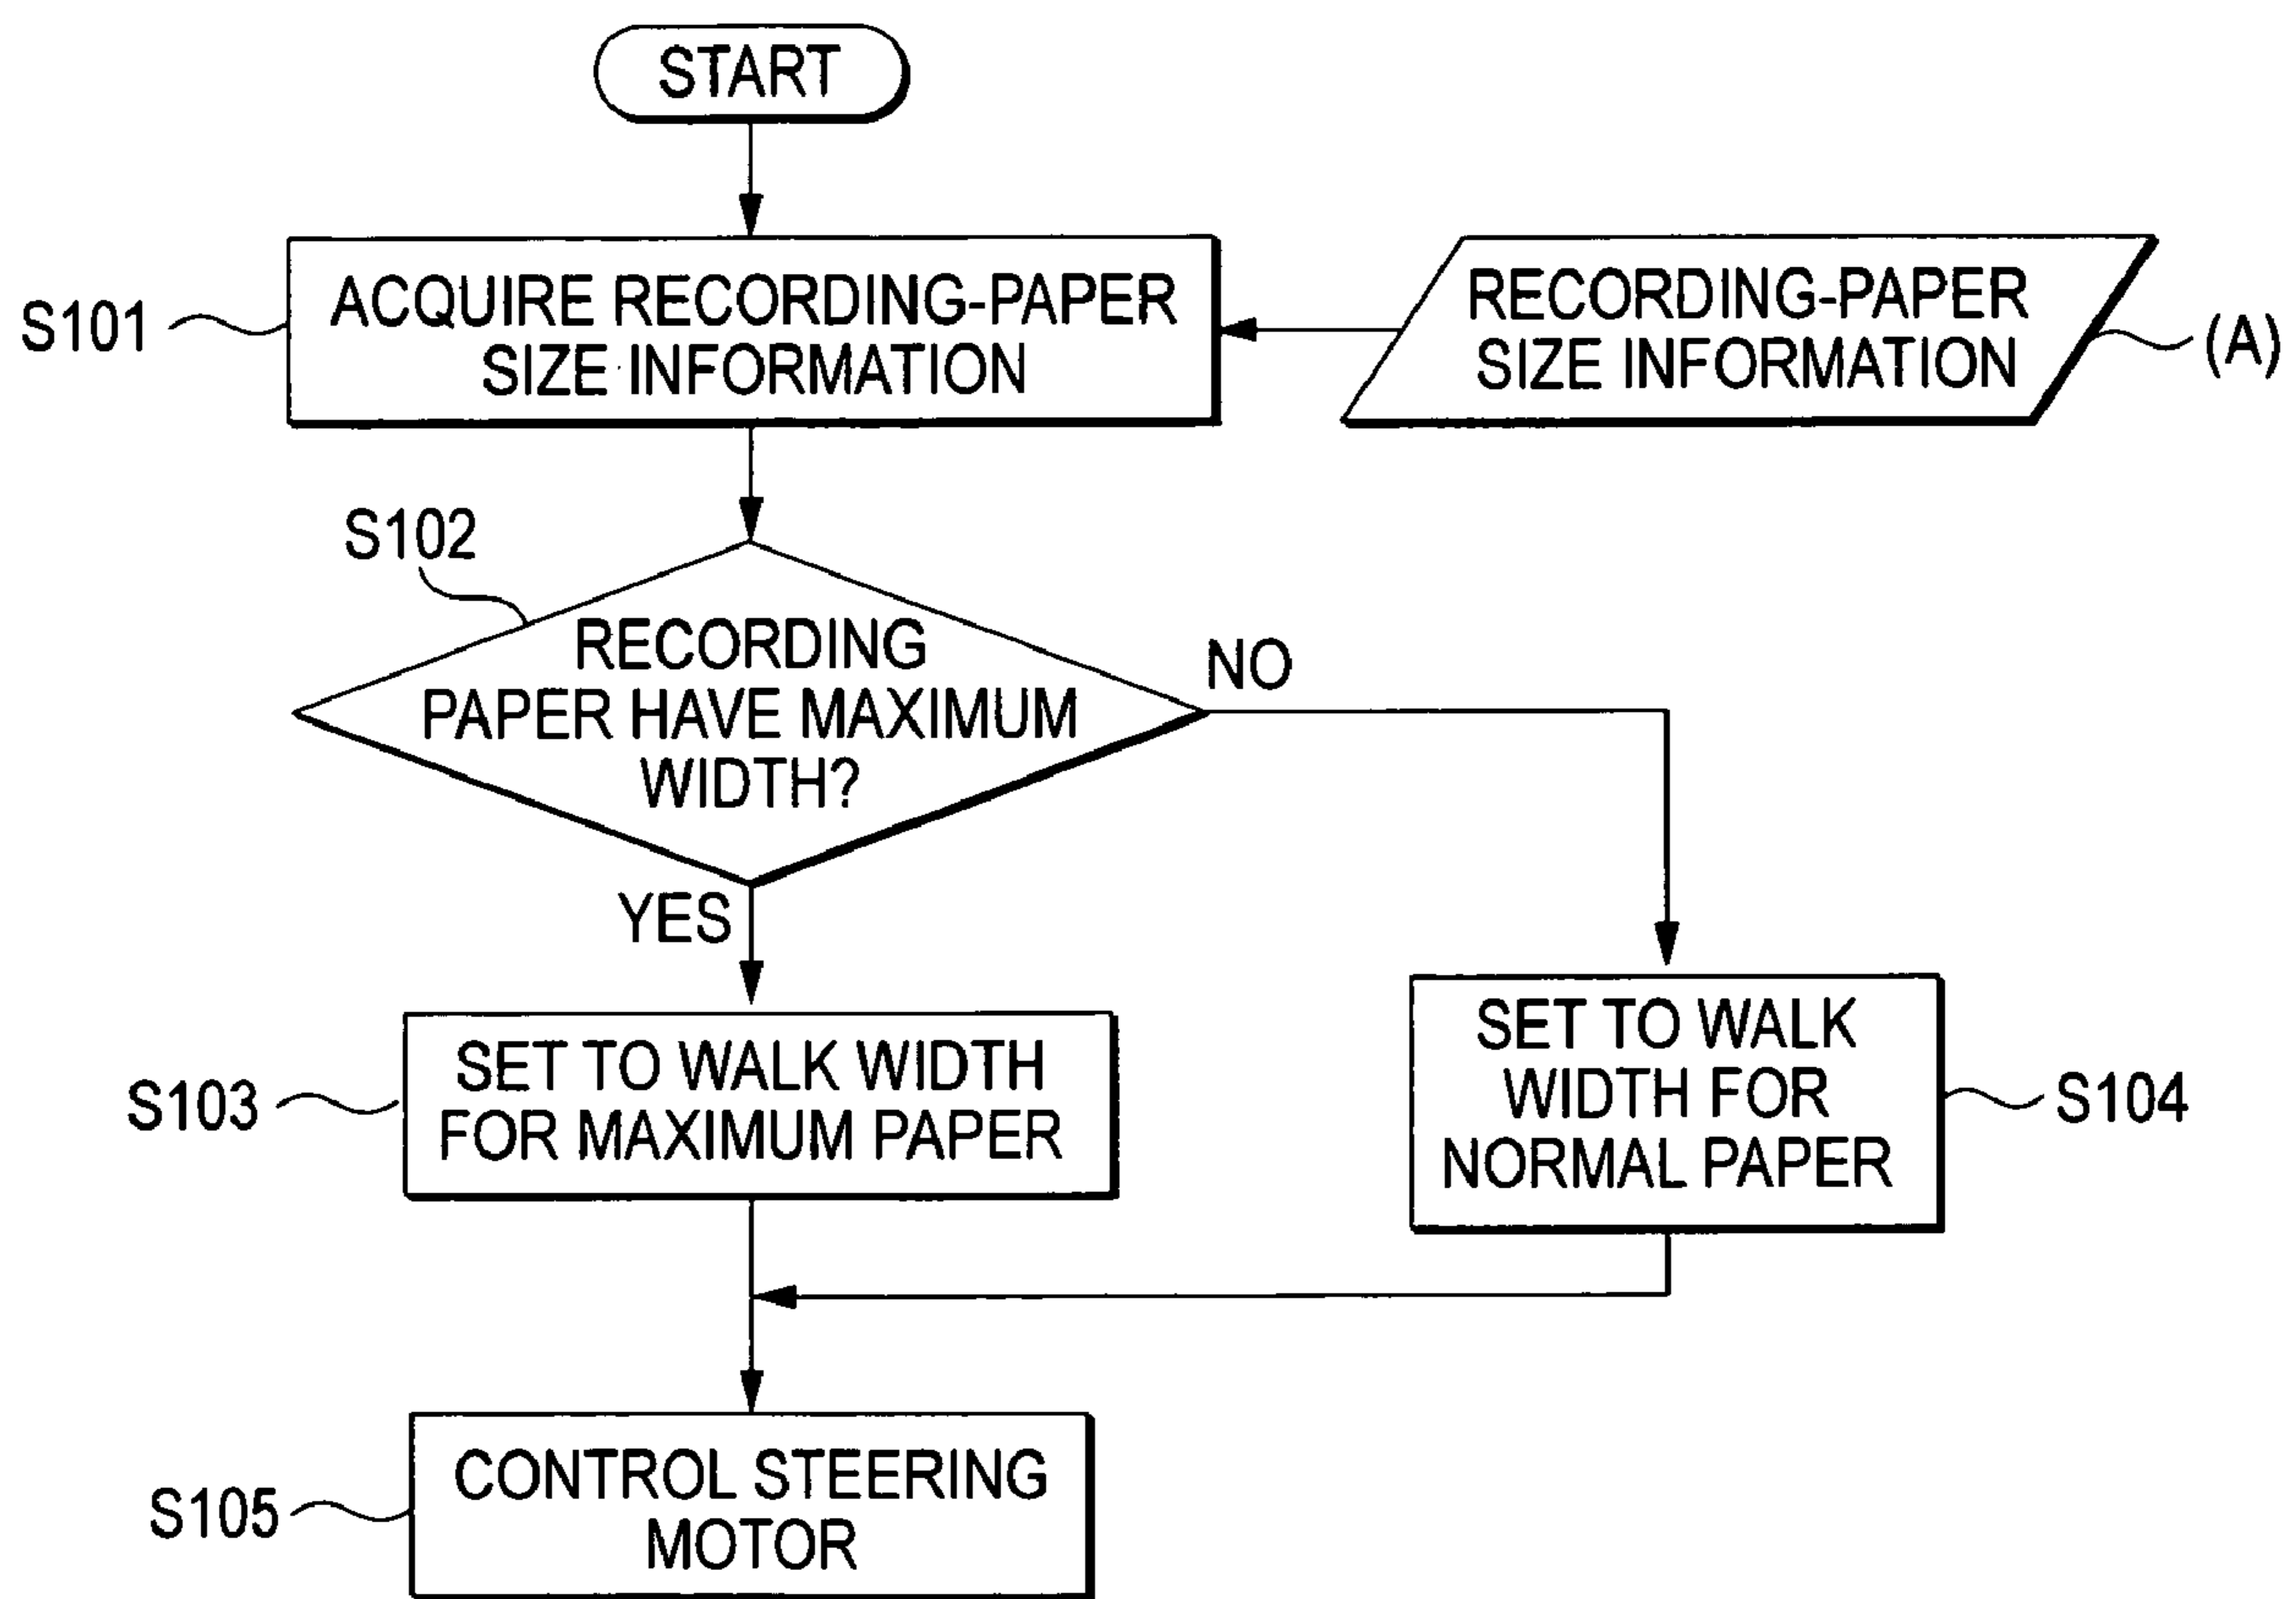 START
S101
ACQUIRE RECORDING-PAPER
SIZE INFORMATION
RECORDING-PAPER
SIZE INFORMATION
(A)
S102
RECORDING
PAPER HAVE MAXIMUM
WIDTH?
NO
YES
S103
SET TO WALK WIDTH
FOR MAXIMUM PAPER
SET TO WALK
WIDTH FOR
NORMAL PAPER
S104
S105
CONTROL STEERING
MOTOR